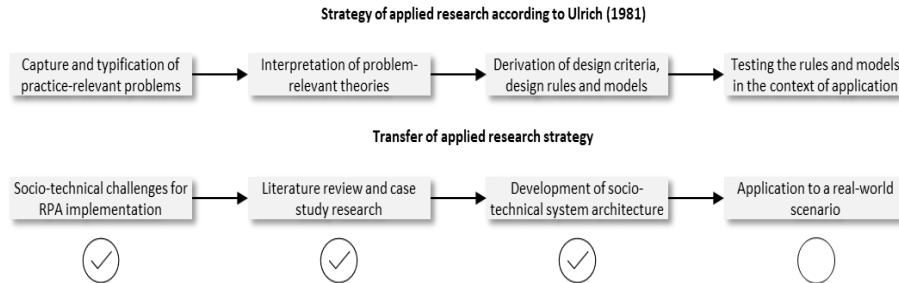 Strategy of applied research according to Ulrich (1981)
Capture and typification of
practice-relevant problems
Interpretation of problem-
relevant theories
Derivation of design criteria,
design rules and models
Testing the rules and models
in the context of application
Transfer of applied research strategy
Socio-technical challenges for
RPA implementation
Literature review and case
study research
Development of socio-
technical system architecture
Application to a real-world
scenario